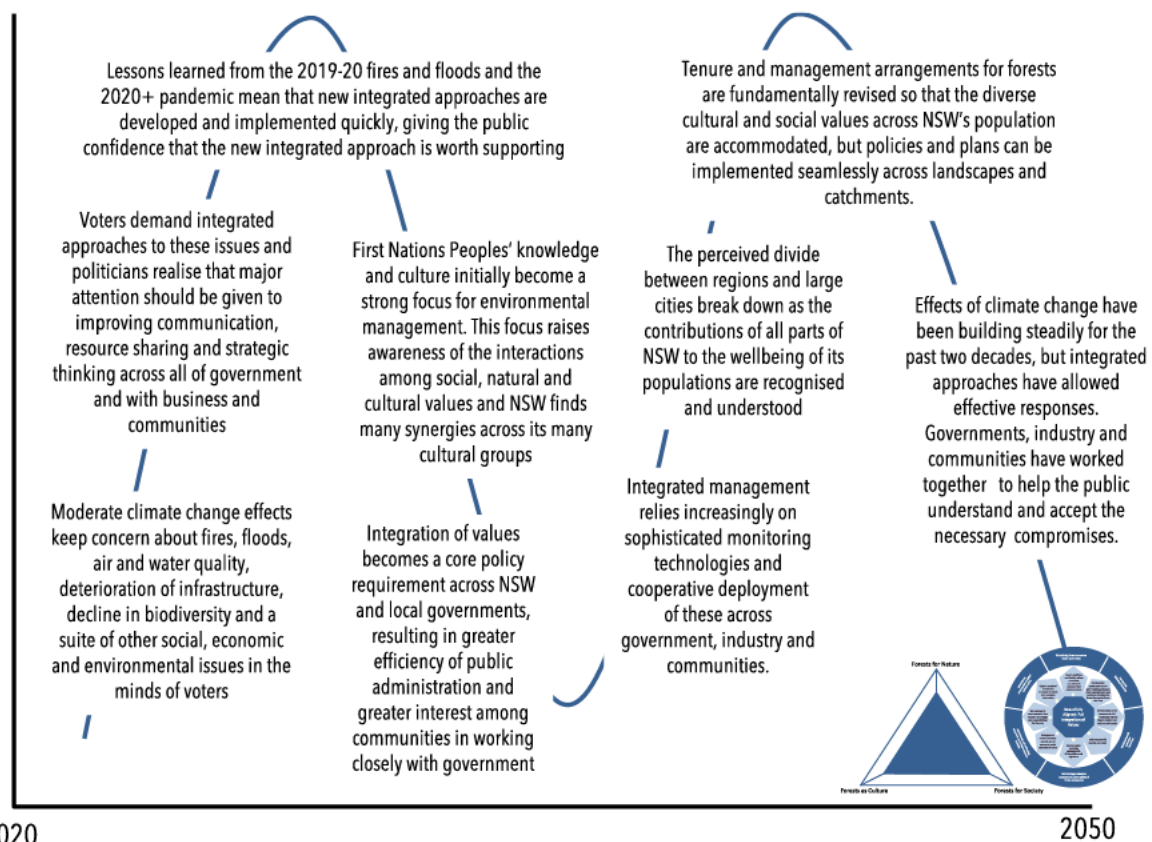 Moderate climate change effects
keep concern about fires, floods,
air and water quality,
deterioration of infrastructure,
decline in biodiversity and a
suite of other social, economic
and environmental issues in the
minds of voters
Voters demand integrated
approaches to these issues and
politicians realise that major
attention should be given to
improving communication,
resource sharing and strategic
thinking across all of government
and with business and
communities
Lessons learned from the 2019-20 fires and floods and the
2020+ pandemic mean that new integrated approaches are
developed and implemented quickly, giving the public
confidence that the new integrated approach is worth supporting
First Nations Peoples' knowledge
and culture initially become a
strong focus for environmental
management. This focus raises
awareness of the interactions
among social, natural and
cultural values and NSW finds
many synergies across its many
cultural groups
Integration of values
becomes a core policy
requirement across NSW
and local governments,
resulting in greater
efficiency of public
administration and
greater interest among
communities in working
closely with government
Integrated management
relies increasingly on
sophisticated monitoring
technologies and
cooperative deployment
of these across
government, industry and
communities.
The perceived divide
between regions and large
cities break down as the
contributions of all parts of
NSW to the wellbeing of its
populations are recognised
and understood
Tenure and management arrangements for forests
are fundamentally revised so that the diverse
cultural and social values across NSW's population
are accommodated, but policies and plans can be
implemented seamlessly across landscapes and
catchments.
Effects of climate change have
been building steadily for the
past two decades, but integrated
approaches have allowed
effective responses.
Governments, industry and
communities have worked
together to help the public
understand and accept the
necessary compromises.
Forests for Nature
Forests as Culture
Forests for Society
020
2050